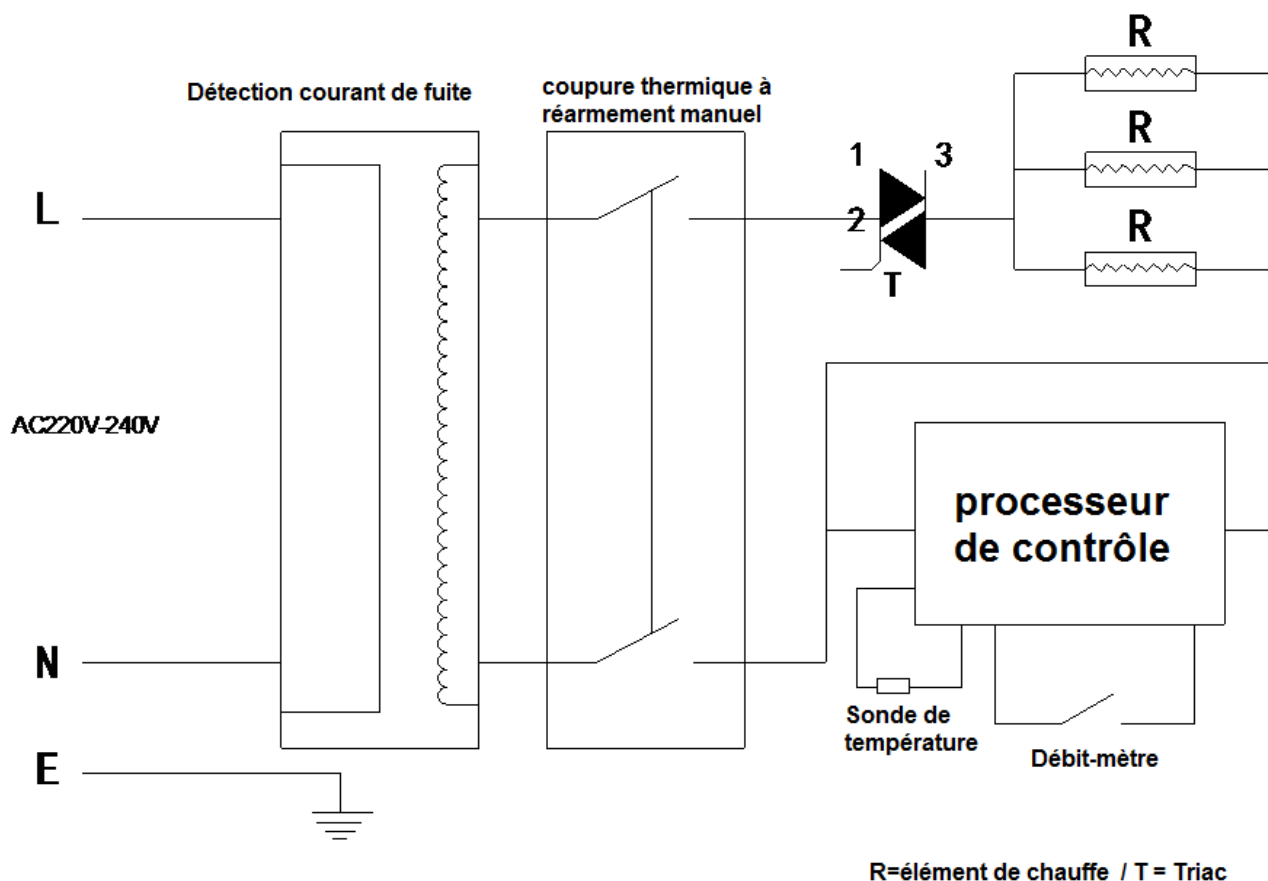 R
Détection courant de fuite
coupure thermique à
réarmement manuel
R
1
3
L
2
R
T
AC220V-240V
processeur
de contrôle
N
Sonde de
température
Débit-mètre
E
R=élément de chauffe / T = Triac